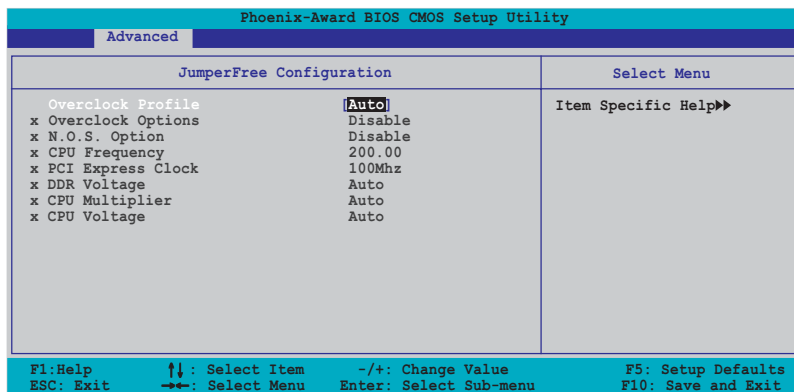 Phoenix-Award BIOS CMOS Setup Utility
Advanced
JumperFree Configuration
Select Menu
Overclock Profile [Auto]
Item Specific Help▶▶
x Overclock Options Disable
x N.O.S. Option Disable
x CPU Frequency 200.00
x PCI Express Clock 100Mhz
x DDR Voltage Auto
x CPU Multiplier Auto
x CPU Voltage Auto
F1:Help ↑↓ : Select Item -/+: Change Value F5: Setup Defaults
ESC: Exit →←: Select Menu Enter: Select Sub-menu F10: Save and Exit